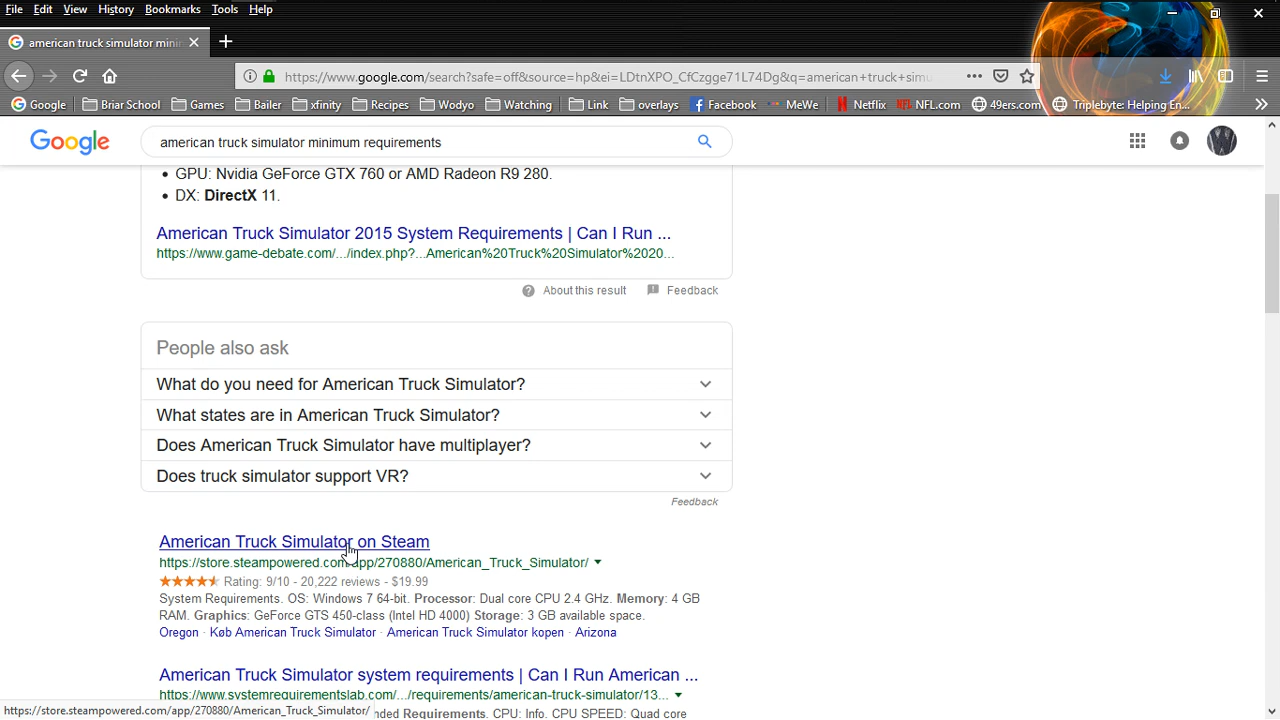 File Edit View History Bookmarks Tools Help
american truck simulator mini
https://www.google.com/search?safe=off&source=hp&ei=LDtnXPO_CfCzgge71L74Dg&q=american+truck+simu
Google Briar School Games Bailer xfinity Recipes Wodyo Watching Link overlays Facebook MeWe Netflix NFL.com 49ers.com Triplebyte: Helping En...
Google american truck simulator minimum requirements
• GPU: Nvidia GeForce GTX 760 or AMD Radeon R9 280.
• DX: DirectX 11.
American Truck Simulator 2015 System Requirements | Can I Run ...
https://www.game-debate.com/.../index.php?...American%20Truck%20Simulator%2020...
About this result Feedback
People also ask
What do you need for American Truck Simulator?
What states are in American Truck Simulator?
Does American Truck Simulator have multiplayer?
Does truck simulator support VR?
Feedback
American Truck Simulator on Steam
https://store.steampowered.com/app/270880/American_Truck_Simulator/
Rating: 9/10 - 20,222 reviews - $19.99
System Requirements. OS: Windows 7 64-bit. Processor: Dual core CPU 2.4 GHz. Memory: 4 GB
RAM. Graphics: GeForce GTS 450-class (Intel HD 4000) Storage: 3 GB available space.
Oregon · Køb American Truck Simulator · American Truck Simulator kopen · Arizona
American Truck Simulator system requirements | Can I Run American ...
https://www.systemrequirementslab.com/.../requirements/american-truck-simulator/13...
https://store.steampowered.com/app/270880/American_Truck_Simulator/
nded Requirements. CPU: Info. CPU SPEED: Quad core